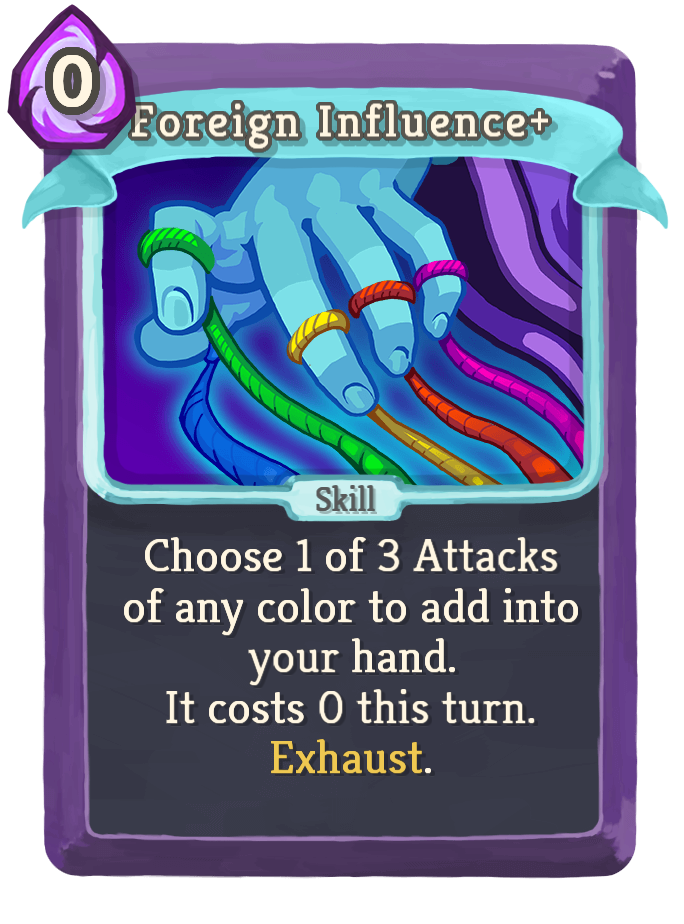 0
Foreign Influence+
Skill
Choose 1 of 3 Attacks
of any color to add into
your hand.
It costs 0 this turn.
Exhaust.